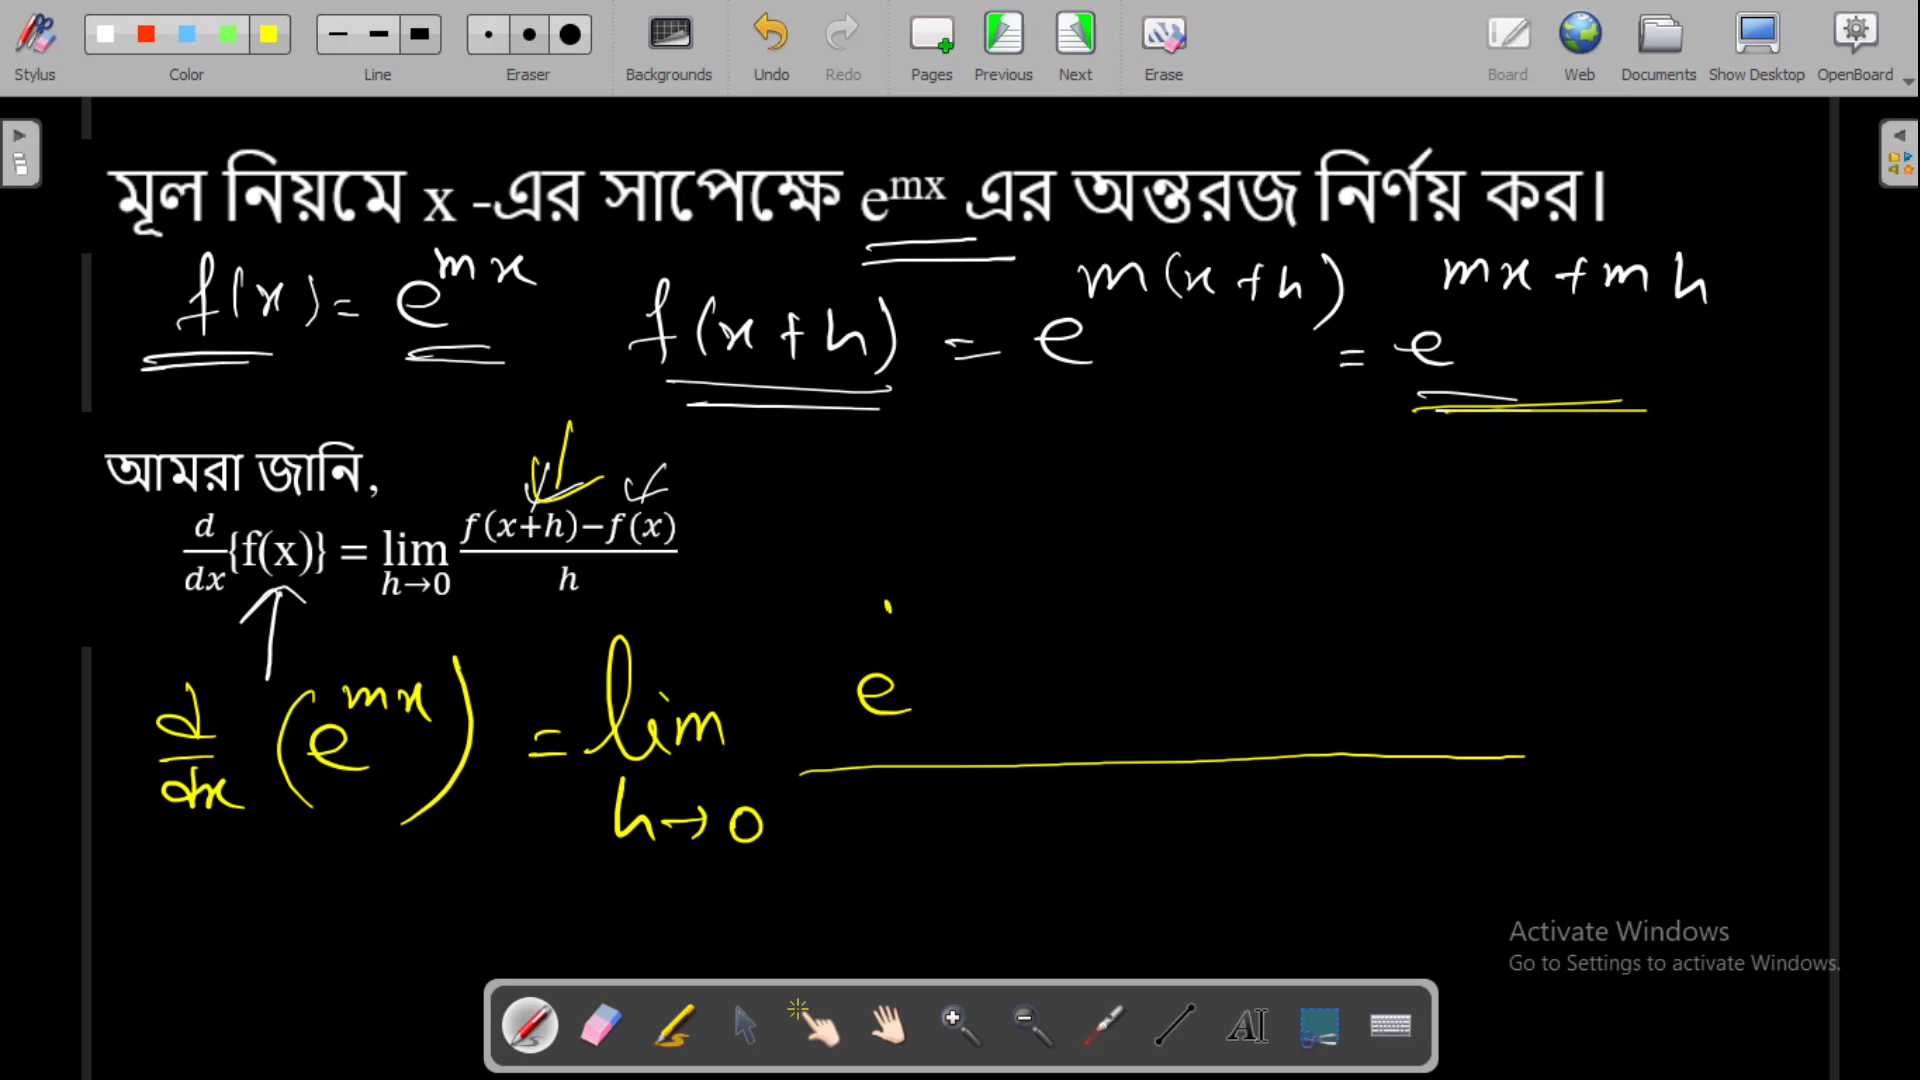 Stylus Color Line Eraser Backgrounds Undo Redo Pages Previous Next Erase Board Web Documents Show Desktop OpenBoard
মূল নিয়মে x -এর সাপেক্ষে e^mx এর অন্তরজ নির্ণয় কর।
f(x) = e^mx f(x+h) = e^m(x+h) = e^mx+mh
আমরা জানি,
d/dx{f(x)} = lim h→0 f(x+h)−f(x)/h
d/dx (e^mx) = lim h→0 e
Activate Windows
Go to Settings to activate Windows.
AI